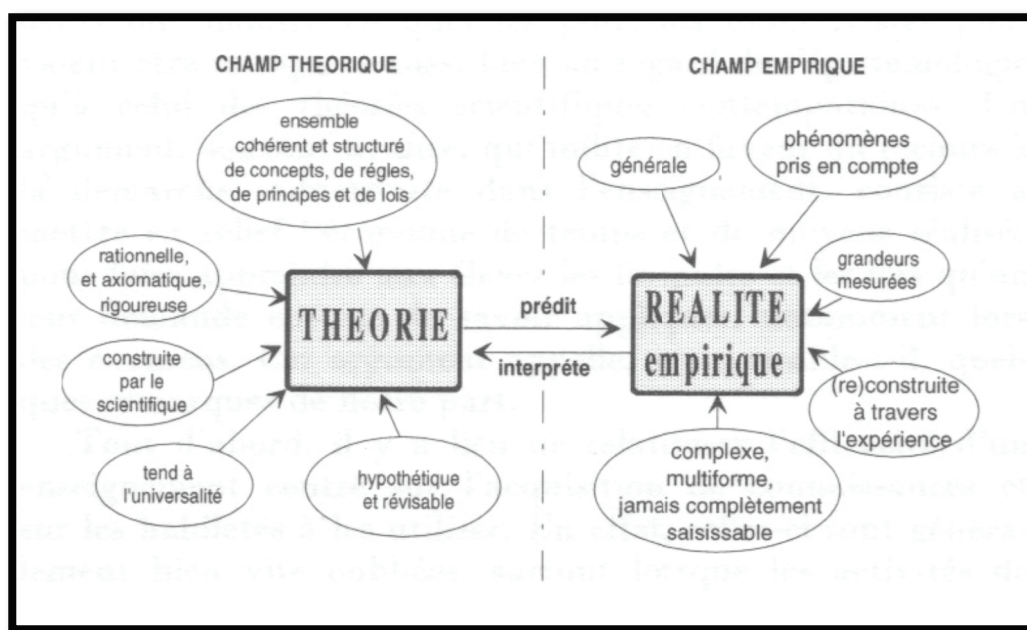 CHAMP THEORIQUE
CHAMP EMPIRIQUE
ensemble
cohérent et structuré
de concepts, de régles,
de principes et de lois
rationnelle,
et axiomatique,
rigoureuse
construite
par le
scientifique
tend à
l'universalité
hypothétique
et révisable
THEORIE
prédit
interpréte
générale
phénomènes
pris en compte
grandeurs
mesurées
REALITE
empirique
(re)construite
à travers
l'expérience
complexe,
multiforme,
jamais complètement
saisissable